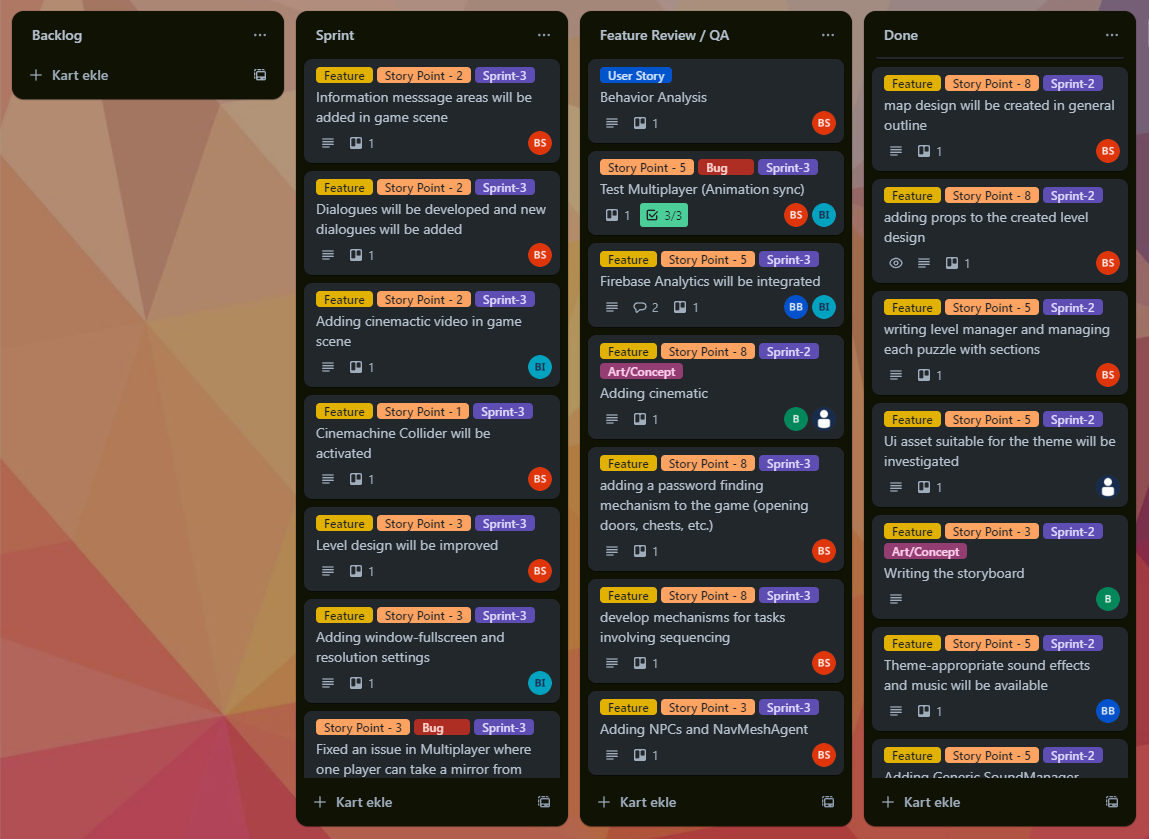 Backlog
Kart ekle
Sprint
Feature Story Point - 2 Sprint-3
Information messsage areas will be
added in game scene
1 BS
Feature Story Point - 2 Sprint-3
Dialogues will be developed and new
dialogues will be added
1 BS
Feature Story Point - 2 Sprint-3
Adding cinemactic video in game
scene
1 BI
Feature Story Point - 1 Sprint-3
Cinemachine Collider will be
activated
1 BS
Feature Story Point - 3 Sprint-3
Level design will be improved
1 BS
Feature Story Point - 3 Sprint-3
Adding window-fullscreen and
resolution settings
1 BI
Story Point - 3 Bug Sprint-3
Fixed an issue in Multiplayer where
one player can take a mirror from
Kart ekle
Feature Review / QA
User Story
Behavior Analysis
1 BS
Story Point - 5 Bug Sprint-3
Test Multiplayer (Animation sync)
1 3/3 BS BI
Feature Story Point - 5 Sprint-3
Firebase Analytics will be integrated
2 1 BB BI
Feature Story Point - 8 Sprint-2
Art/Concept
Adding cinematic
1 B
Feature Story Point - 8 Sprint-3
adding a password finding
mechanism to the game (opening
doors, chests, etc.)
1 BS
Feature Story Point - 8 Sprint-3
develop mechanisms for tasks
involving sequencing
1 BS
Feature Story Point - 3 Sprint-3
Adding NPCs and NavMeshAgent
1 BS
Kart ekle
Done
Feature Story Point - 8 Sprint-2
map design will be created in general
outline
1 BS
Feature Story Point - 8 Sprint-2
adding props to the created level
design
1 BS
Feature Story Point - 5 Sprint-2
writing level manager and managing
each puzzle with sections
1 BS
Feature Story Point - 5 Sprint-2
Ui asset suitable for the theme will be
investigated
1
Feature Story Point - 3 Sprint-2
Art/Concept
Writing the storyboard
B
Feature Story Point - 5 Sprint-2
Theme-appropriate sound effects
and music will be available
1 BB
Feature Story Point - 5 Sprint-2
Adding Generic SoundManager
Kart ekle